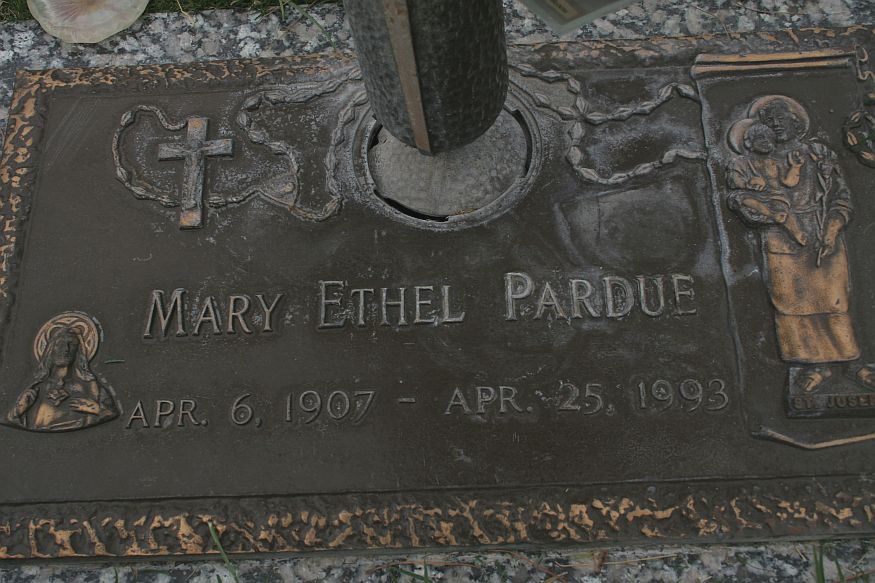 MARY ETHEL PARDUE
APR. 6, 1907 - APR. 25, 1993